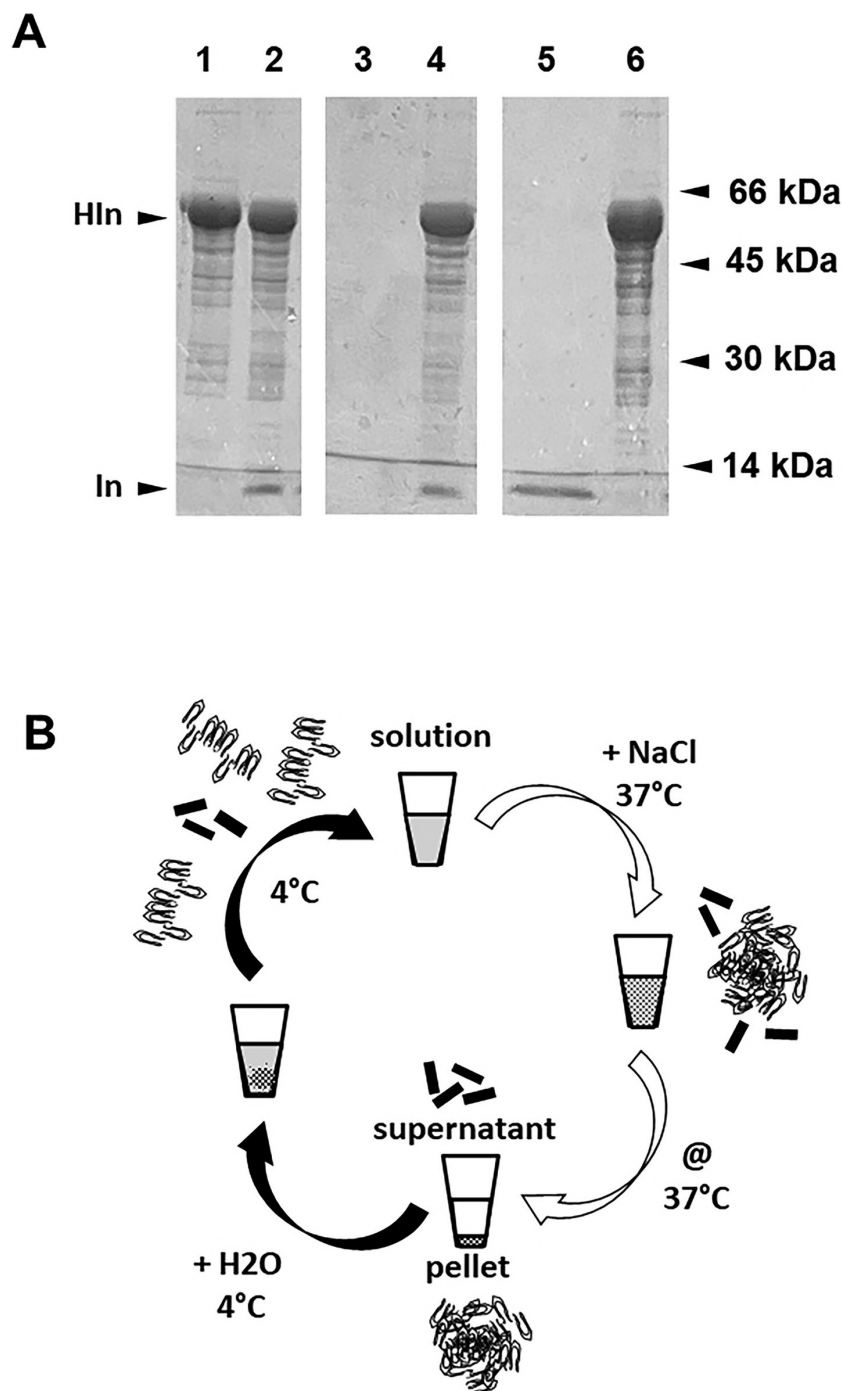 A
1 2 3 4 5 6
HIn
66 kDa
45 kDa
30 kDa
14 kDa
In
B
solution
+ NaCl
37°C
4°C
supernatant
@
37°C
pellet
+ H2O
4°C